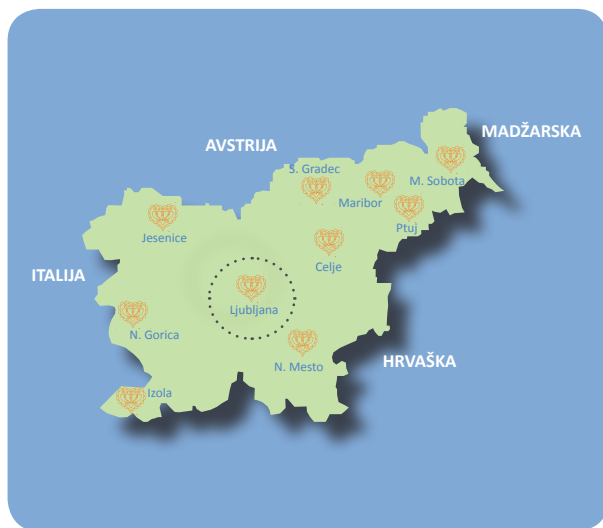 MADŽARSKA
AVSTRIJA
S. Gradec
M. Sobota
Maribor
Ptuj
Jesenice
Celje
ITALIJA
Ljubljana
N. Gorica
HRVAŠKA
N. Mesto
Izola